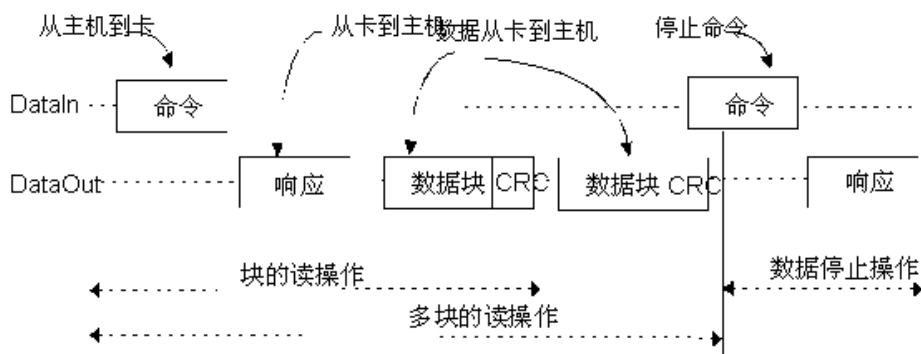 从主机到卡 从卡到主机 数据从卡到主机 停止命令
DataIn 命令 命令
DataOut 响应 数据块 CRC 数据块 CRC 响应
块的读操作 数据停止操作
多块的读操作